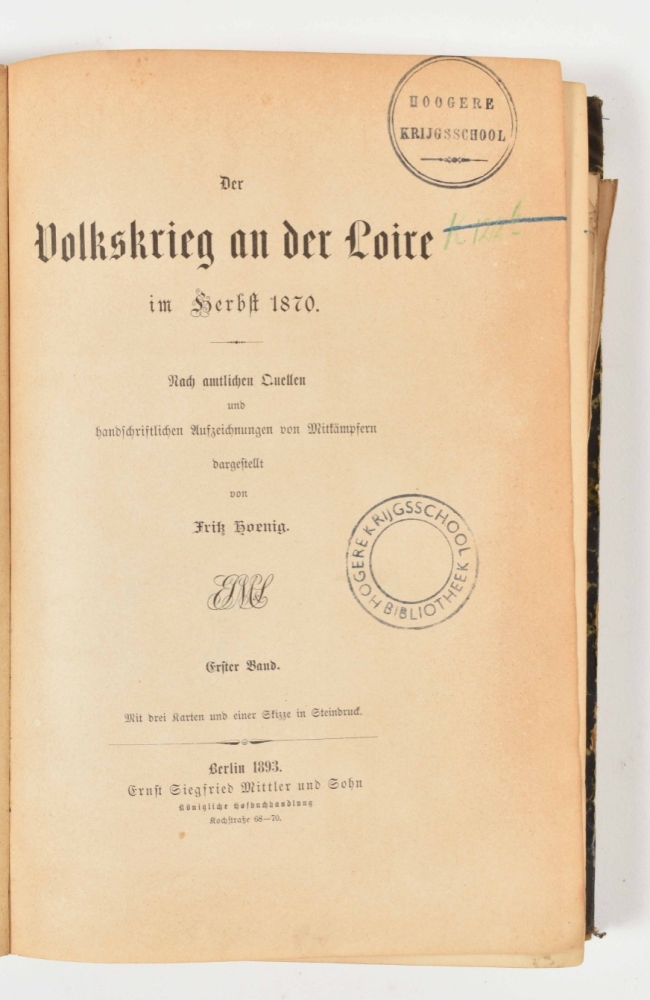 HOOGERE
KRIJGSSCHOOL
Der
Volkskrieg an der Loire
im Herbst 1870.
Nach amtlichen Quellen
und
handschriftlichen Aufzeichnungen von Mitkämpfern
dargestellt
von
Fritz Hoenig.
HOOGERE KRIJGSSCHOOL
BIBLIOTHEEK
Erster Band.
Mit drei Karten und einer Skizze in Steindruck.
Berlin 1893.
Ernst Siegfried Mittler und Sohn
Königliche Hofbuchhandlung
Kochstraße 68—70.